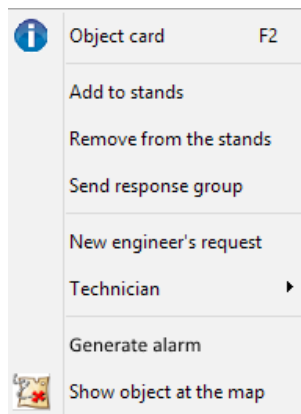 Object card F2
Add to stands
Remove from the stands
Send response group
New engineer's request
Technician
Generate alarm
Show object at the map